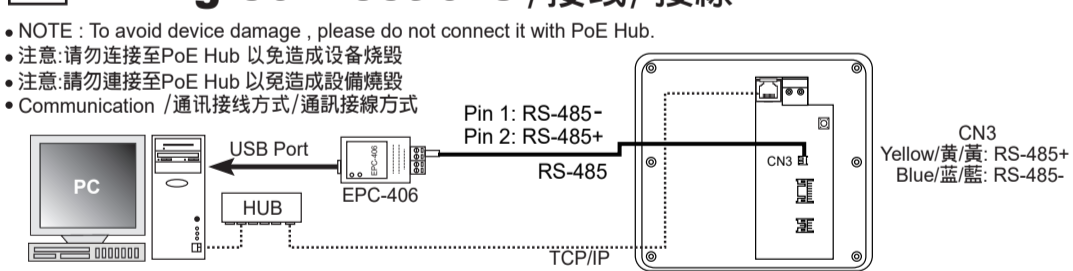 • NOTE : To avoid device damage , please do not connect it with PoE Hub.
• 注意:请勿连接至PoE Hub 以免造成设备烧毁
• 注意:請勿連接至PoE Hub 以免造成設備燒毀
• Communication /通讯接线方式/通訊接線方式
Pin 1: RS-485-
Pin 2: RS-485+
USB Port
EPC-406
RS-485
EPC-406
PC
HUB
TCP/IP
CN3
CN3
Yellow/黄/黃: RS-485+
Blue/蓝/藍: RS-485-